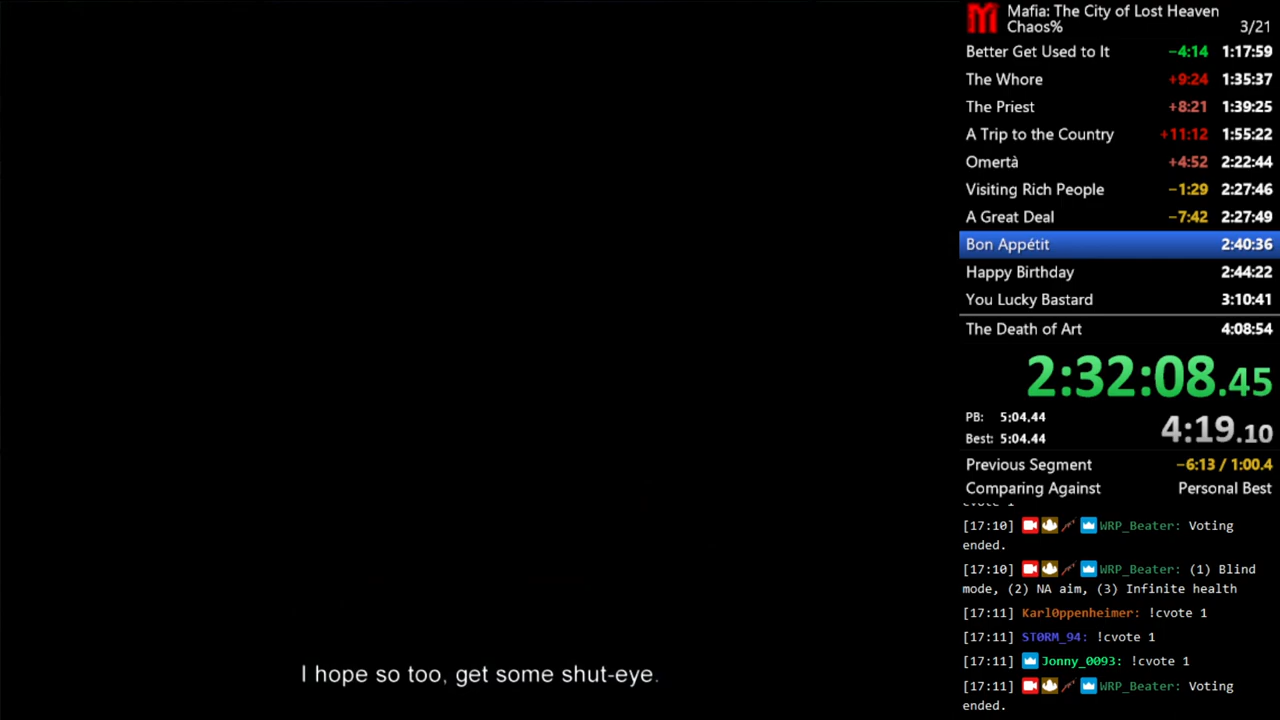 Mafia: The City of Lost Heaven
Chaos% 3/21
Better Get Used to It −4:14 1:17:59
The Whore +9:24 1:35:37
The Priest +8:21 1:39:25
A Trip to the Country +11:12 1:55:22
Omertà +4:52 2:22:44
Visiting Rich People −1:29 2:27:46
A Great Deal −7:42 2:27:49
Bon Appétit 2:40:36
Happy Birthday 2:44:22
You Lucky Bastard 3:10:41
The Death of Art 4:08:54
2:32:08.45
PB: 5:04.44
Best: 5:04.44
4:19.10
Previous Segment −6:13 / 1:00.4
Comparing Against Personal Best
[17:10] WRP_Beater: Voting
ended.
[17:10] WRP_Beater: (1) Blind
mode, (2) NA aim, (3) Infinite health
[17:11] Karl0ppenheimer: !cvote 1
[17:11] ST0RM_94: !cvote 1
[17:11] Jonny_0093: !cvote 1
[17:11] WRP_Beater: Voting
ended.
I hope so too, get some shut-eye.